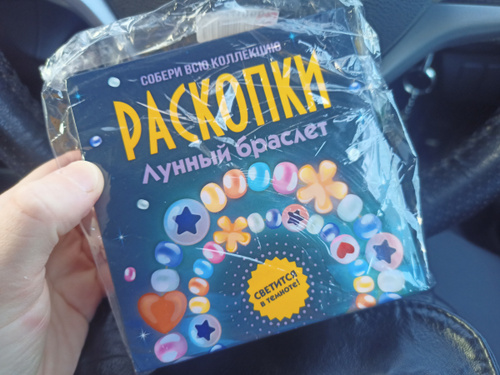 СОБЕРИ ВСЮ КОЛЛЕКЦИЮ
РАСКОПКИ
Лунный браслет
СВЕТИТСЯ
В ТЕМНОТЕ!